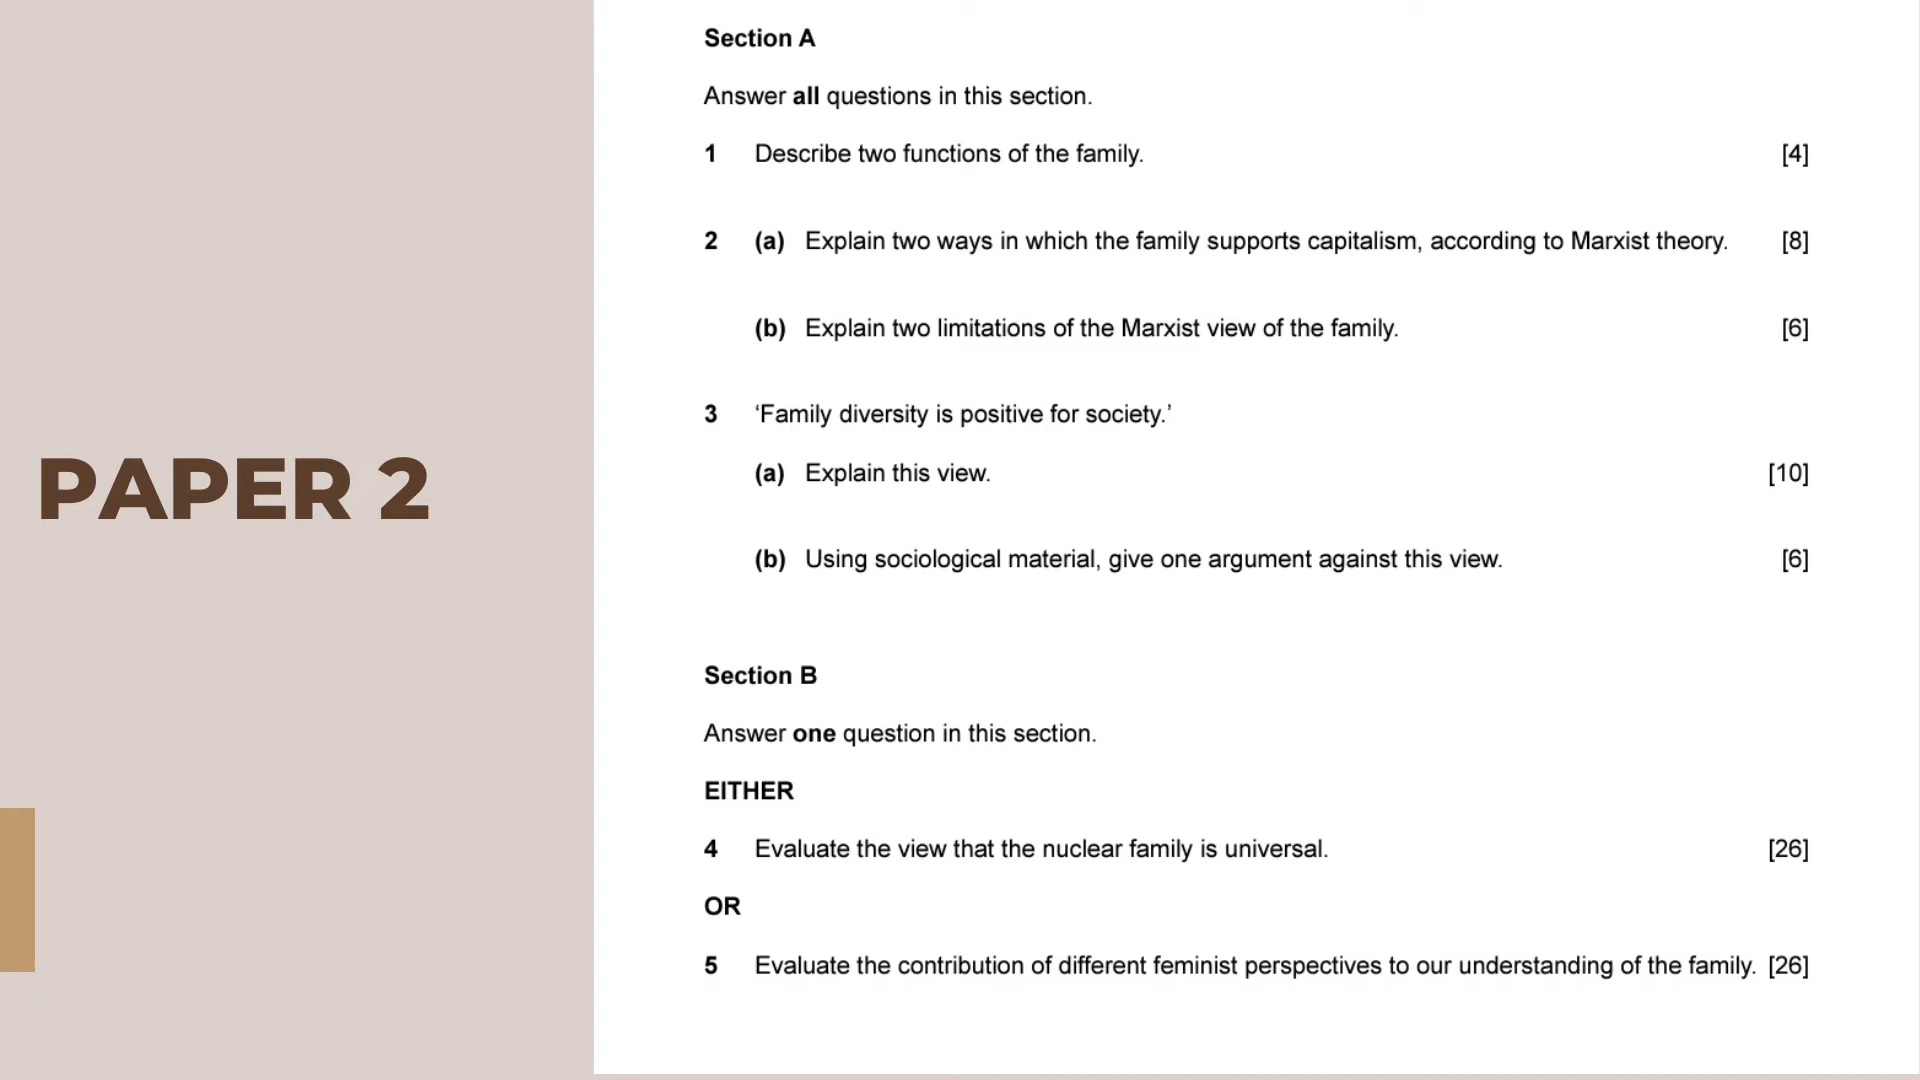 PAPER 2
Section A
Answer all questions in this section.
1 Describe two functions of the family. [4]
2 (a) Explain two ways in which the family supports capitalism, according to Marxist theory. [8]
(b) Explain two limitations of the Marxist view of the family. [6]
3 ‘Family diversity is positive for society.’
(a) Explain this view. [10]
(b) Using sociological material, give one argument against this view. [6]
Section B
Answer one question in this section.
EITHER
4 Evaluate the view that the nuclear family is universal. [26]
OR
5 Evaluate the contribution of different feminist perspectives to our understanding of the family. [26]